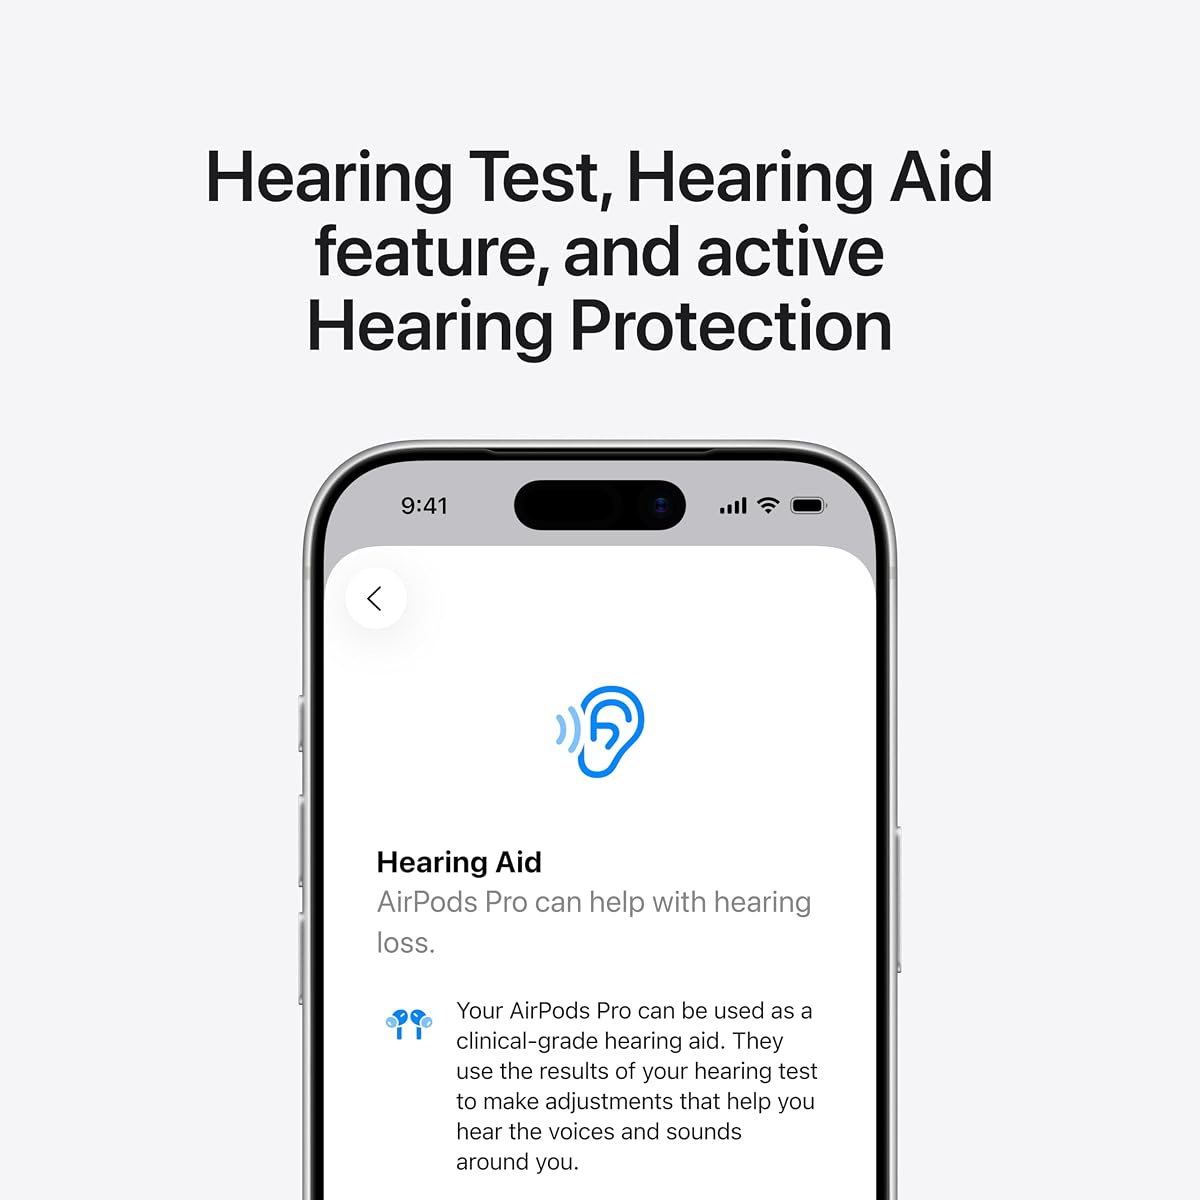 Hearing Test, Hearing Aid
feature, and active
Hearing Protection
9:41
Hearing Aid
AirPods Pro can help with hearing
loss.
Your AirPods Pro can be used as a
clinical-grade hearing aid. They
use the results of your hearing test
to make adjustments that help you
hear the voices and sounds
around you.